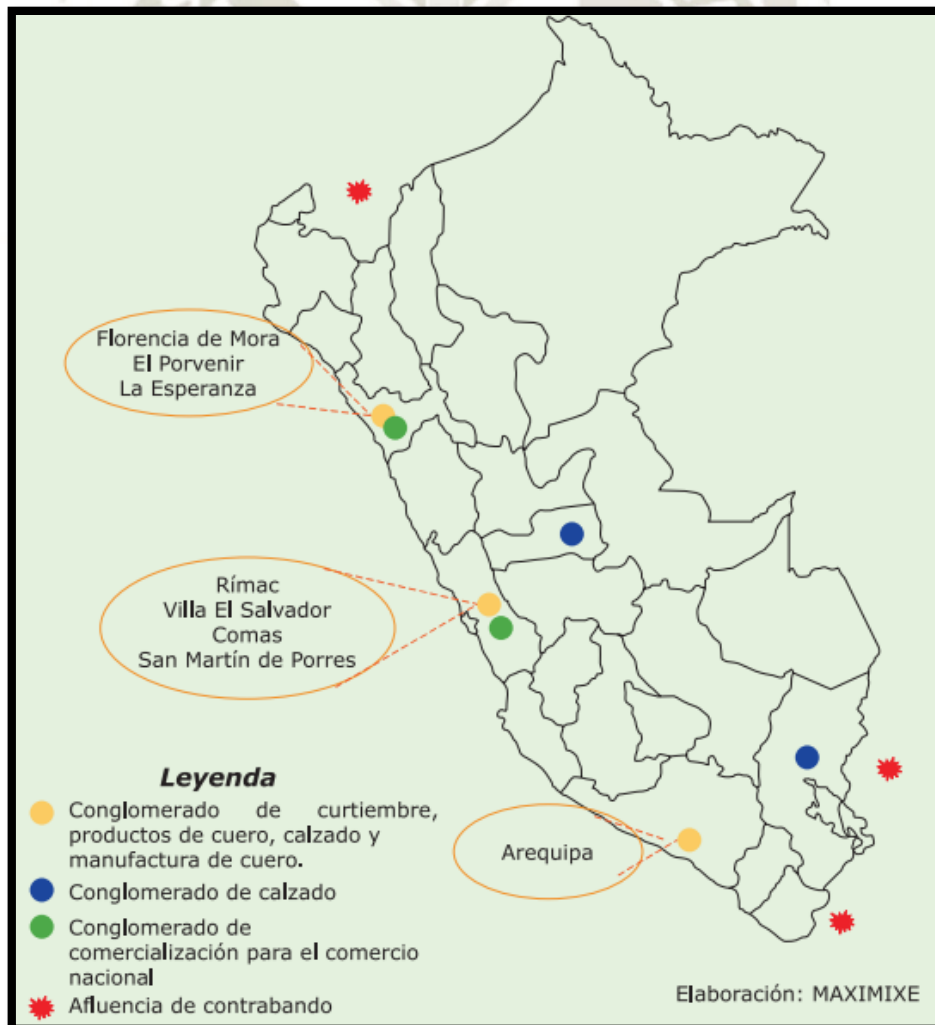 Florencia de Mora
El Porvenir
La Esperanza
Rímac
Villa El Salvador
Comas
San Martín de Porres
Arequipa
Leyenda
Conglomerado de curtiembre,
productos de cuero, calzado y
manufactura de cuero.
Conglomerado de calzado
Conglomerado de
comercialización para el comercio
nacional
Afluencia de contrabando
Elaboración: MAXIMIXE